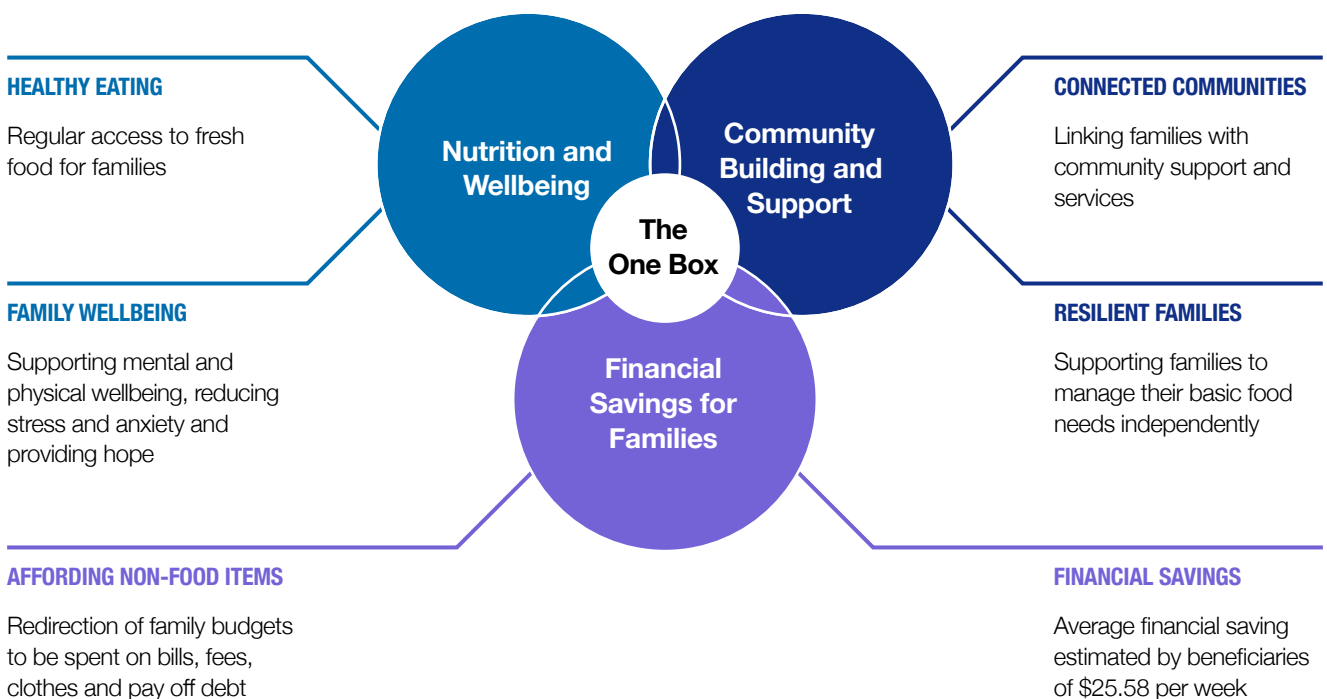 HEALTHY EATING
Regular access to fresh
food for families
FAMILY WELLBEING
Supporting mental and
physical wellbeing, reducing
stress and anxiety and
providing hope
AFFORDING NON-FOOD ITEMS
Redirection of family budgets
to be spent on bills, fees,
clothes and pay off debt
Nutrition and
Wellbeing
Community
Building and
Support
The
One Box
Financial
Savings for
Families
CONNECTED COMMUNITIES
Linking families with
community support and
services
RESILIENT FAMILIES
Supporting families to
manage their basic food
needs independently
FINANCIAL SAVINGS
Average financial saving
estimated by beneficiaries
of $25.58 per week